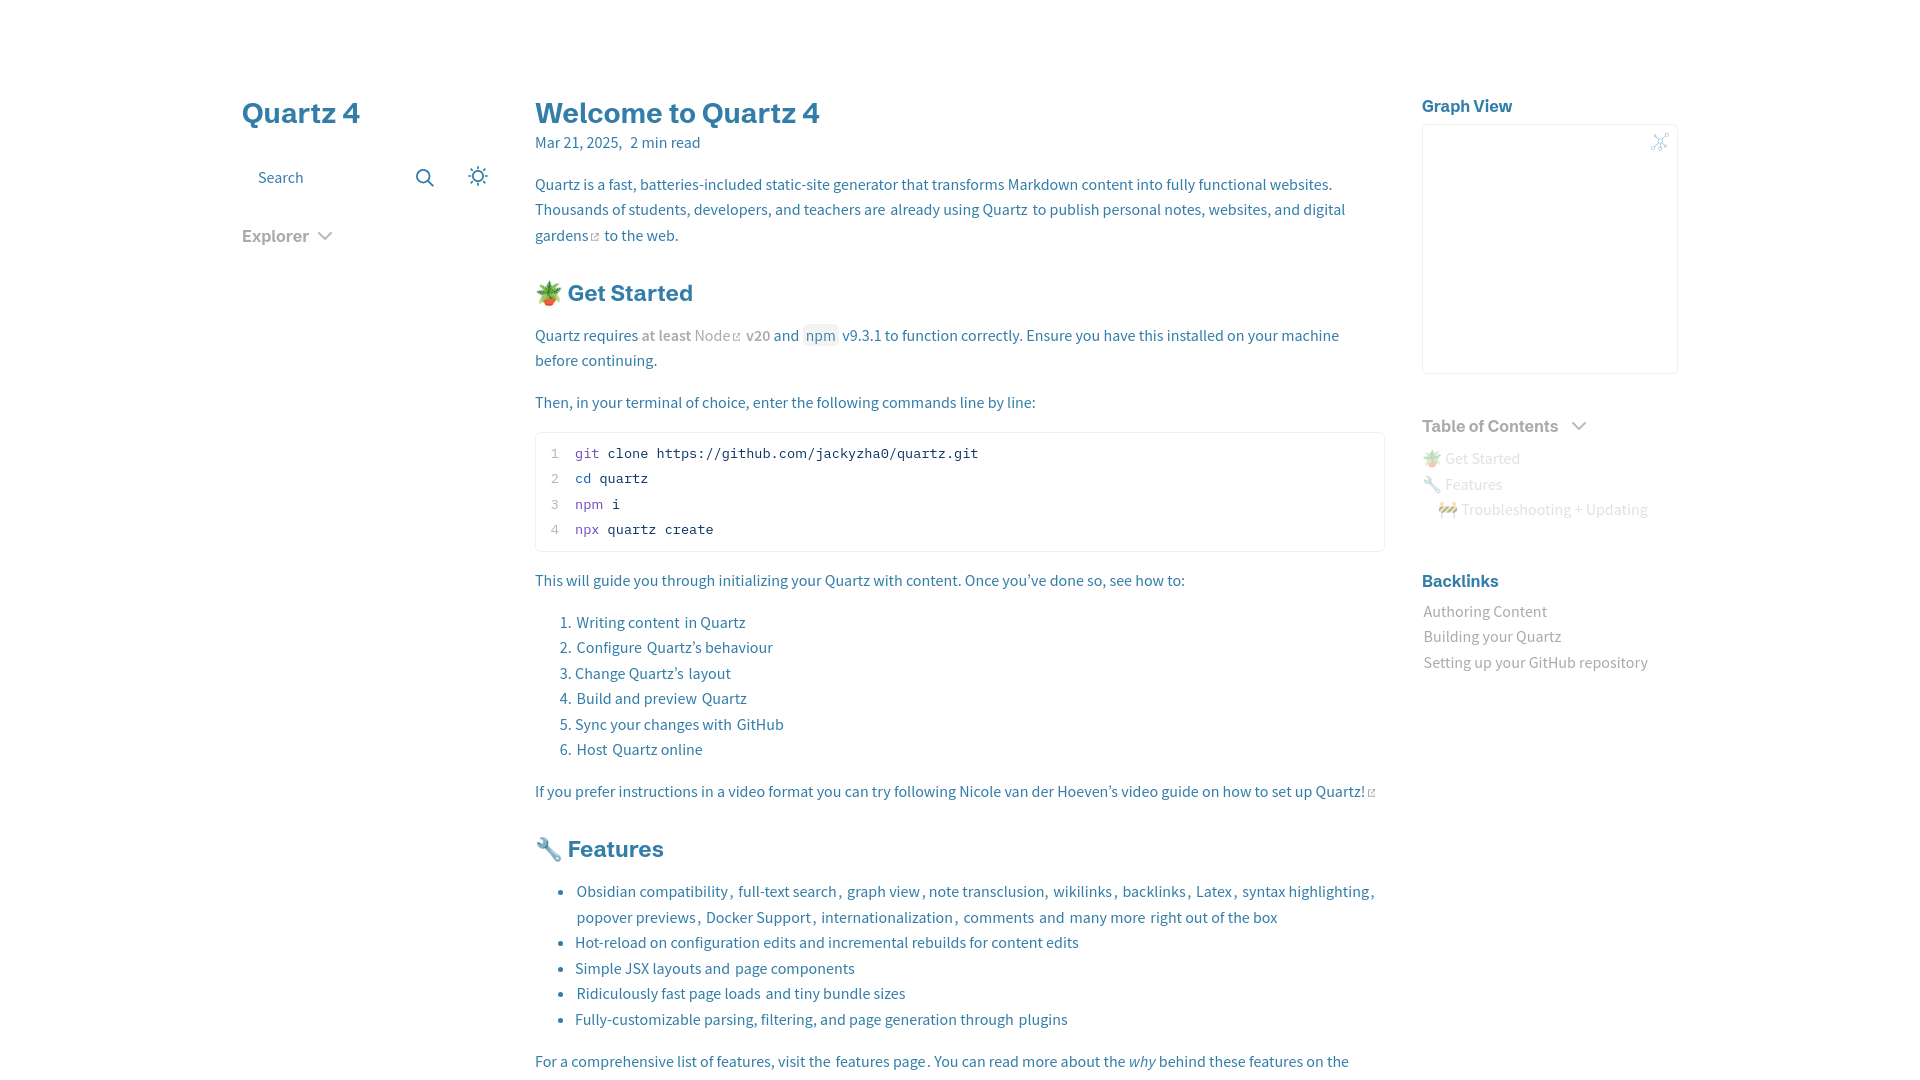 Quartz 4
Search
Explorer
Welcome to Quartz 4
Mar 21, 2025, 2 min read
Quartz is a fast, batteries-included static-site generator that transforms Markdown content into fully functional websites.
Thousands of students, developers, and teachers are already using Quartz to publish personal notes, websites, and digital
gardens to the web.
🪴 Get Started
Quartz requires at least Node v20 and npm v9.3.1 to function correctly. Ensure you have this installed on your machine
before continuing.
Then, in your terminal of choice, enter the following commands line by line:
1 git clone https://github.com/jackyzha0/quartz.git
2 cd quartz
3 npm i
4 npx quartz create
This will guide you through initializing your Quartz with content. Once you’ve done so, see how to:
1. Writing content in Quartz
2. Configure Quartz’s behaviour
3. Change Quartz’s layout
4. Build and preview Quartz
5. Sync your changes with GitHub
6. Host Quartz online
If you prefer instructions in a video format you can try following Nicole van der Hoeven’s video guide on how to set up Quartz!
🔧 Features
• Obsidian compatibility, full-text search, graph view, note transclusion, wikilinks, backlinks, Latex, syntax highlighting,
popover previews, Docker Support, internationalization, comments and many more right out of the box
• Hot-reload on configuration edits and incremental rebuilds for content edits
• Simple JSX layouts and page components
• Ridiculously fast page loads and tiny bundle sizes
• Fully-customizable parsing, filtering, and page generation through plugins
For a comprehensive list of features, visit the features page. You can read more about the why behind these features on the
Graph View
Table of Contents
🪴 Get Started
🔧 Features
🚧 Troubleshooting + Updating
Backlinks
Authoring Content
Building your Quartz
Setting up your GitHub repository